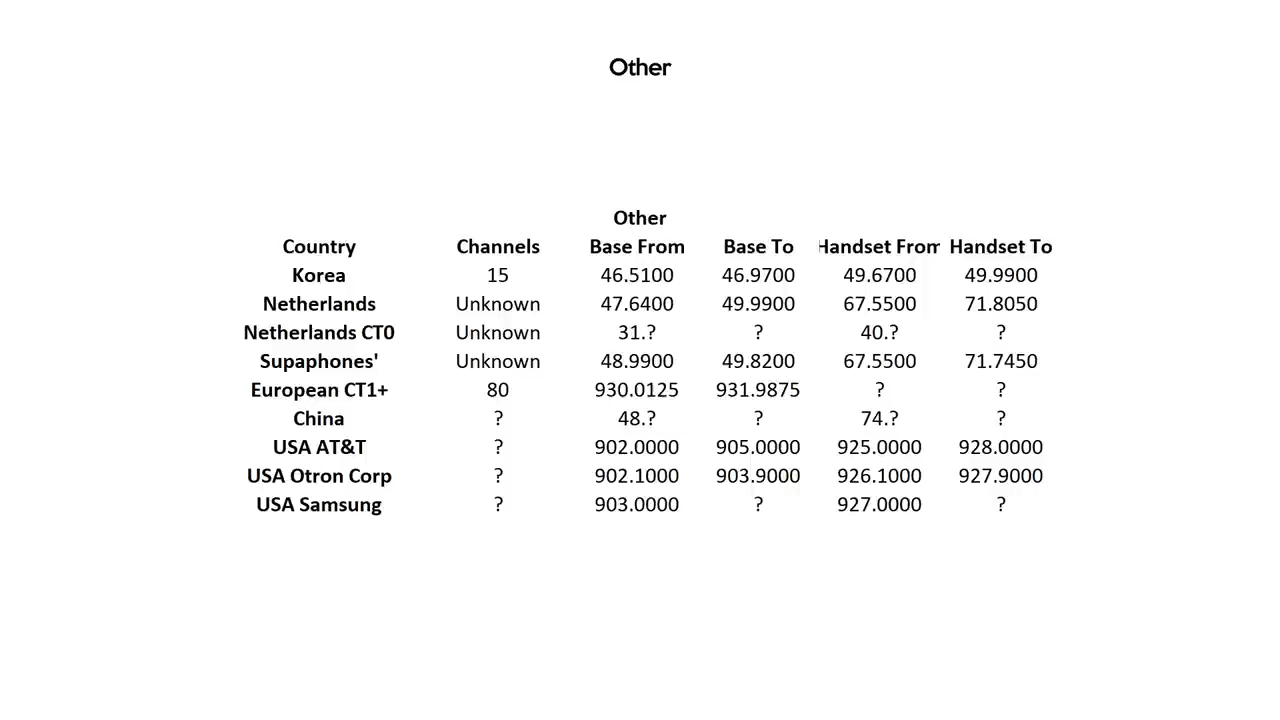 Other
Other
Country Channels Base From Base To Handset From Handset To
Korea 15 46.5100 46.9700 49.6700 49.9900
Netherlands Unknown 47.6400 49.9900 67.5500 71.8050
Netherlands CT0 Unknown 31.? ? 40.? ?
Supaphones' Unknown 48.9900 49.8200 67.5500 71.7450
European CT1+ 80 930.0125 931.9875 ? ?
China ? 48.? ? 74.? ?
USA AT&T ? 902.0000 905.0000 925.0000 928.0000
USA Otron Corp ? 902.1000 903.9000 926.1000 927.9000
USA Samsung ? 903.0000 ? 927.0000 ?